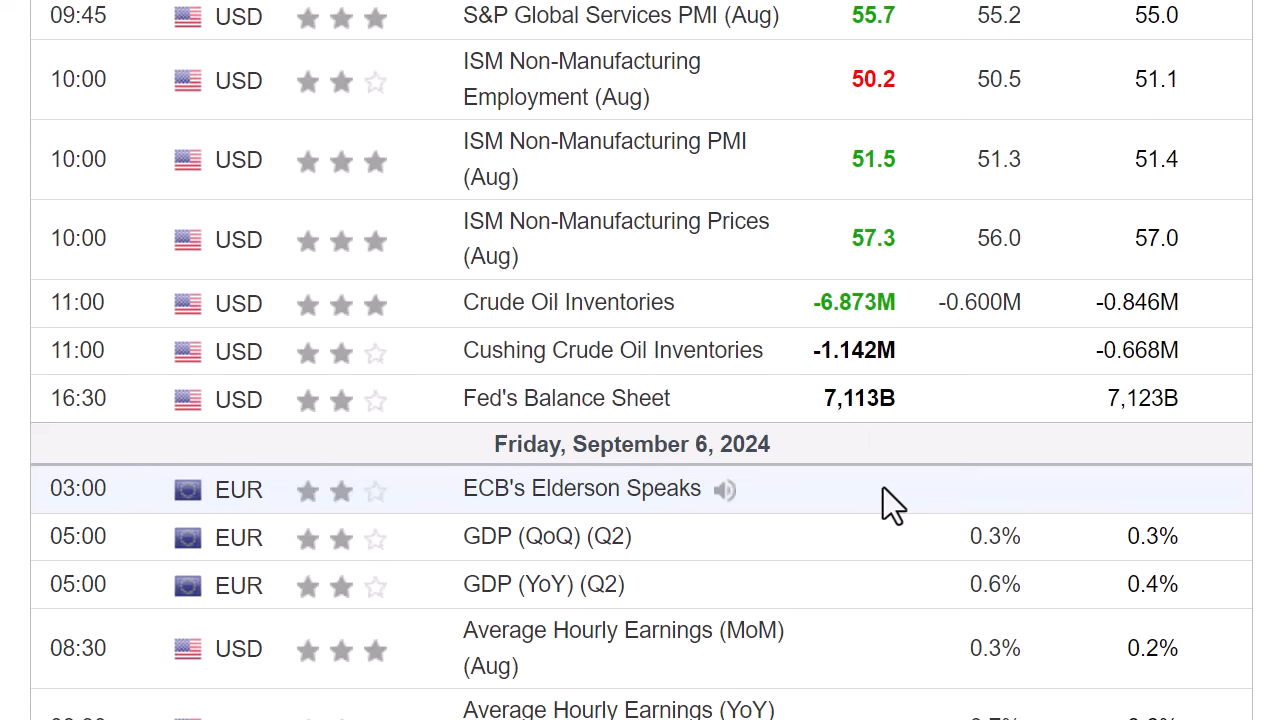 09:45 USD S&P Global Services PMI (Aug) 55.7 55.2 55.0
10:00 USD ISM Non-Manufacturing Employment (Aug) 50.2 50.5 51.1
10:00 USD ISM Non-Manufacturing PMI (Aug) 51.5 51.3 51.4
10:00 USD ISM Non-Manufacturing Prices (Aug) 57.3 56.0 57.0
11:00 USD Crude Oil Inventories -6.873M -0.600M -0.846M
11:00 USD Cushing Crude Oil Inventories -1.142M -0.668M
16:30 USD Fed's Balance Sheet 7,113B 7,123B
Friday, September 6, 2024
03:00 EUR ECB's Elderson Speaks
05:00 EUR GDP (QoQ) (Q2) 0.3% 0.3%
05:00 EUR GDP (YoY) (Q2) 0.6% 0.4%
08:30 USD Average Hourly Earnings (MoM) (Aug) 0.3% 0.2%
Average Hourly Earnings (YoY)